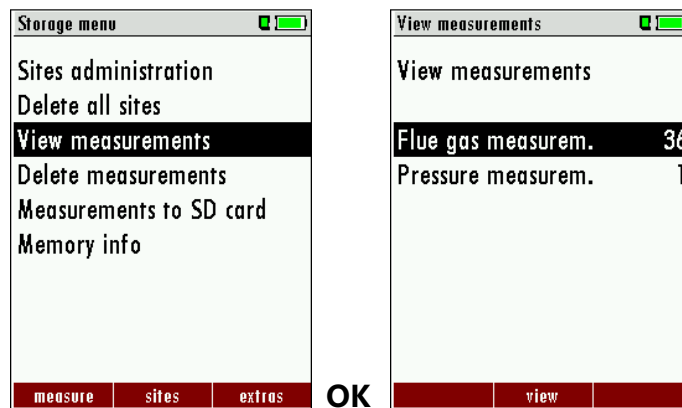 Storage menu
Sites administration
Delete all sites
View measurements
Delete measurements
Measurements to SD card
Memory info
measure sites extras
OK
View measurements
View measurements
Flue gas measurem. 36
Pressure measurem.
view